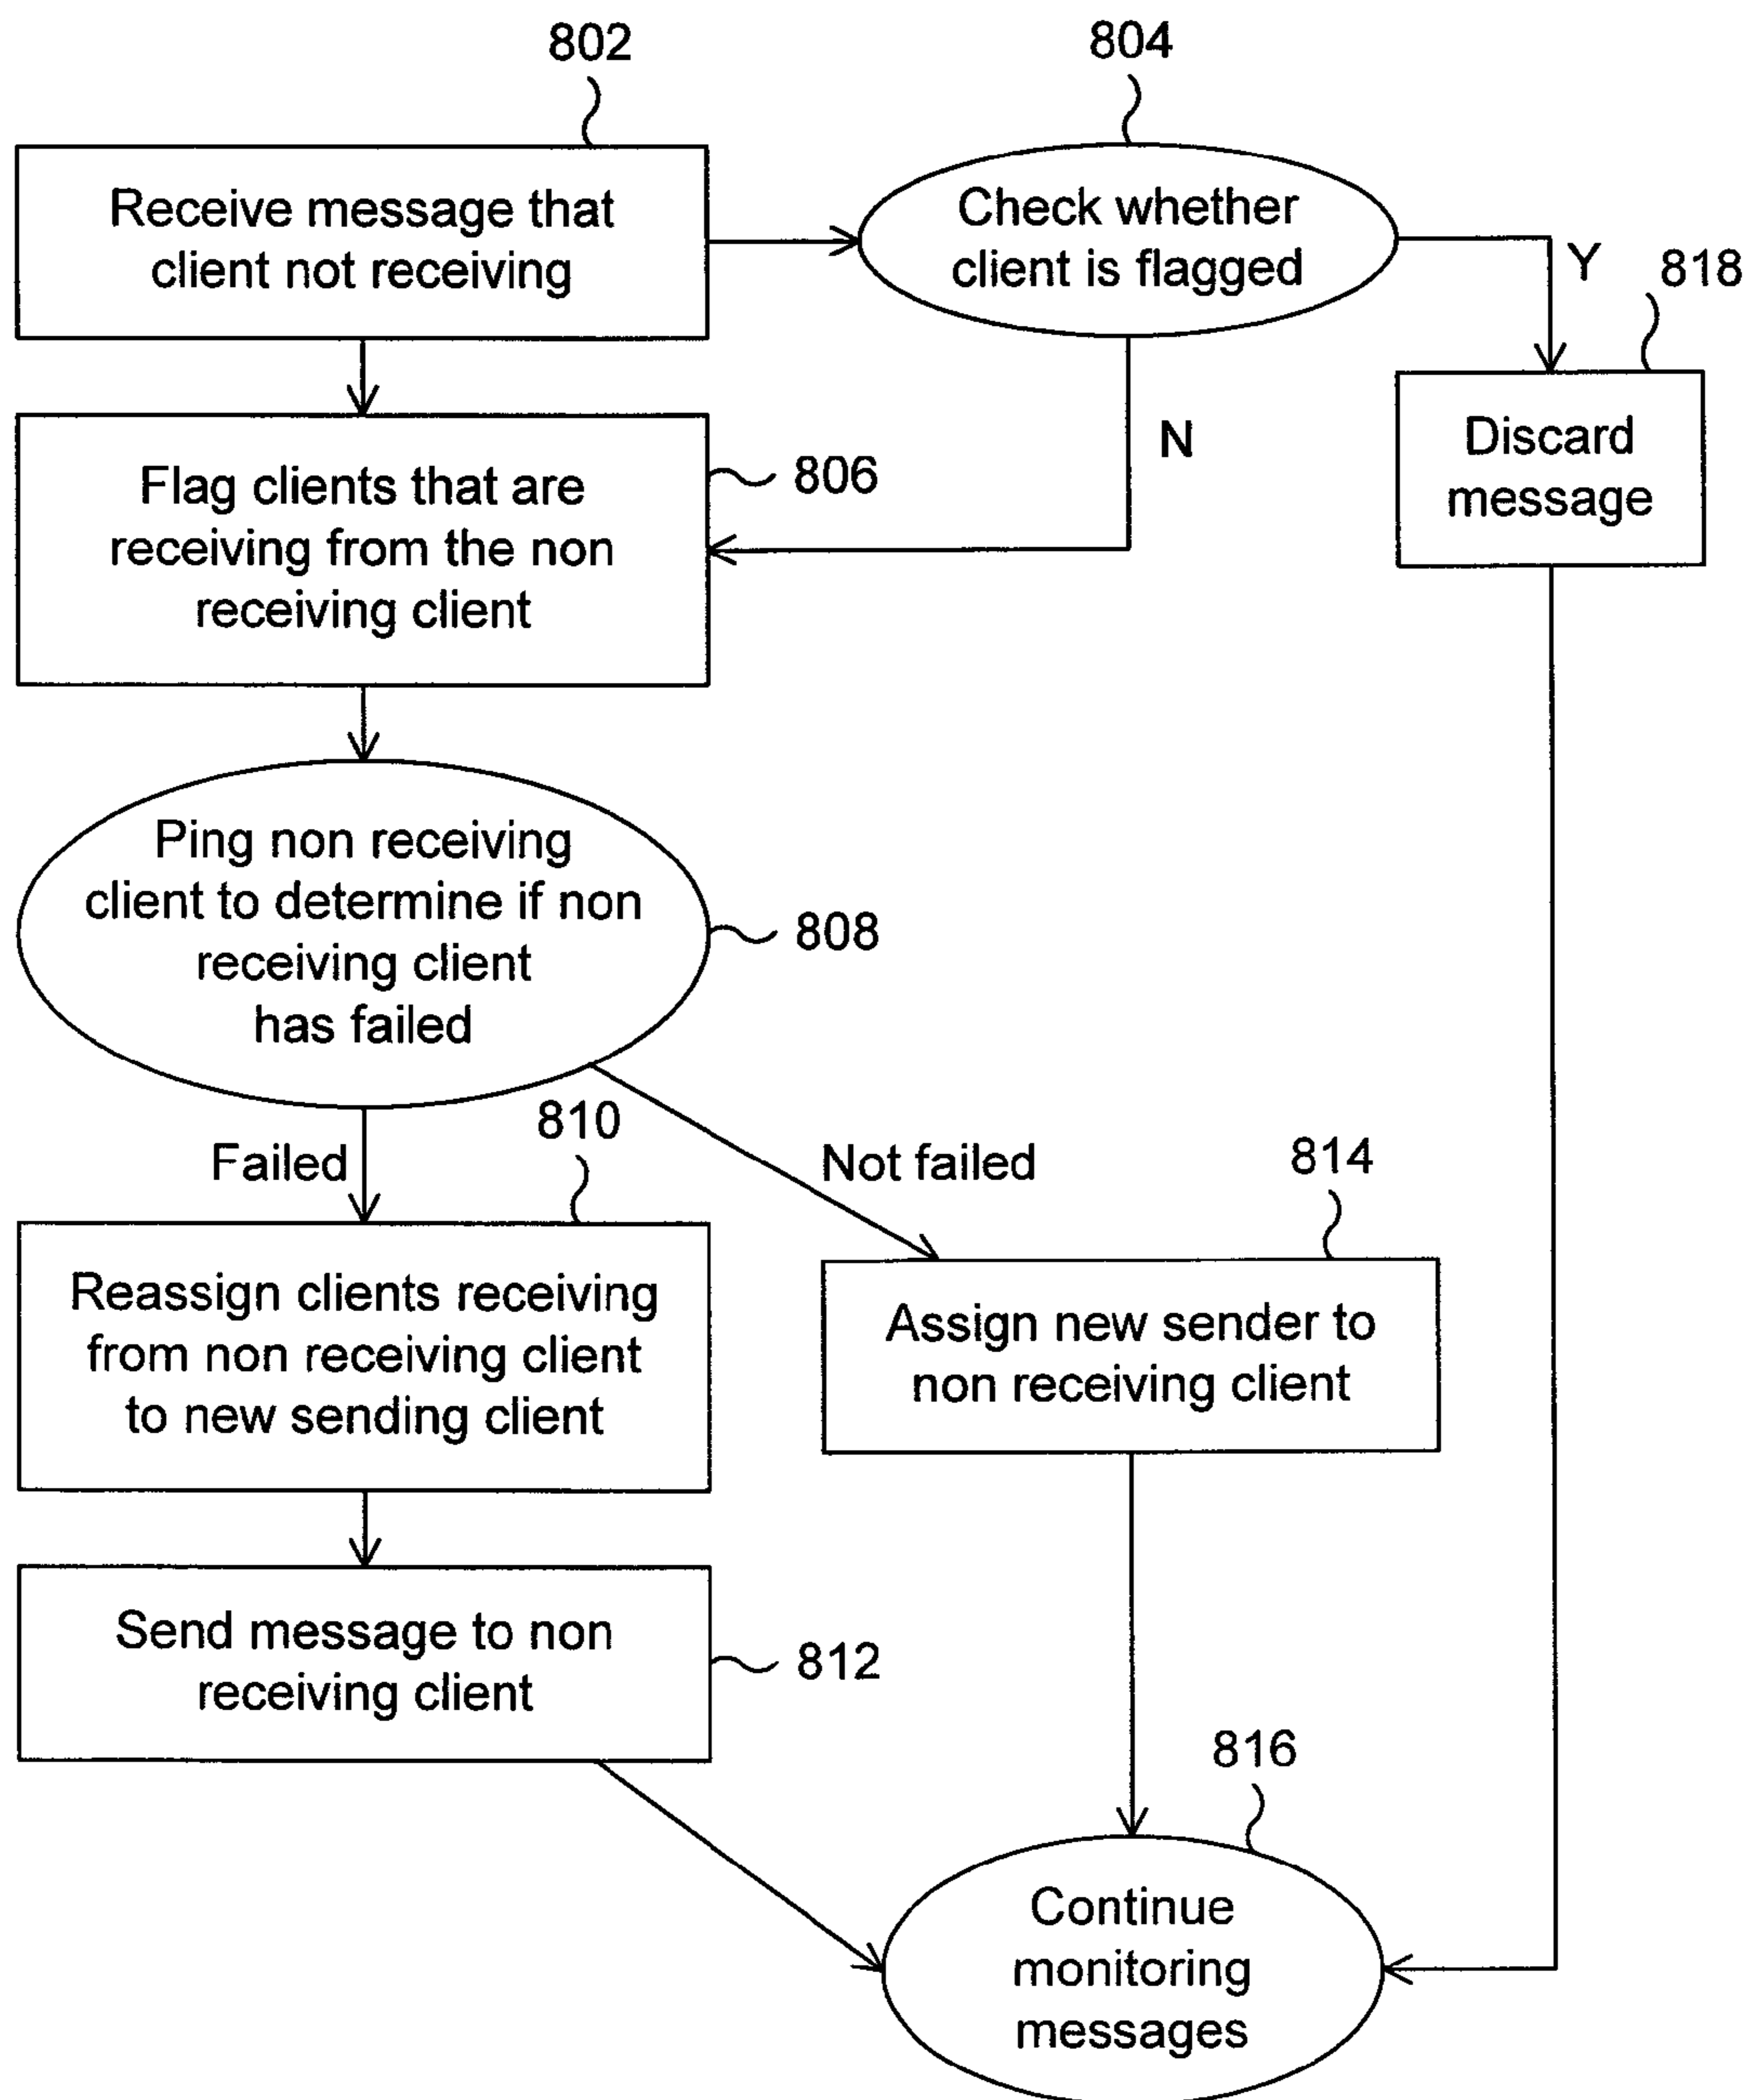 802
804
Receive message that
client not receiving
Check whether
client is flagged
Y
818
Flag clients that are
receiving from the non
receiving client
806
N
Discard
message
Ping non receiving
client to determine if non
receiving client
has failed
808
Failed
810
Not failed
814
Reassign clients receiving
from non receiving client
to new sending client
Assign new sender to
non receiving client
Send message to non
receiving client
812
816
Continue
monitoring
messages